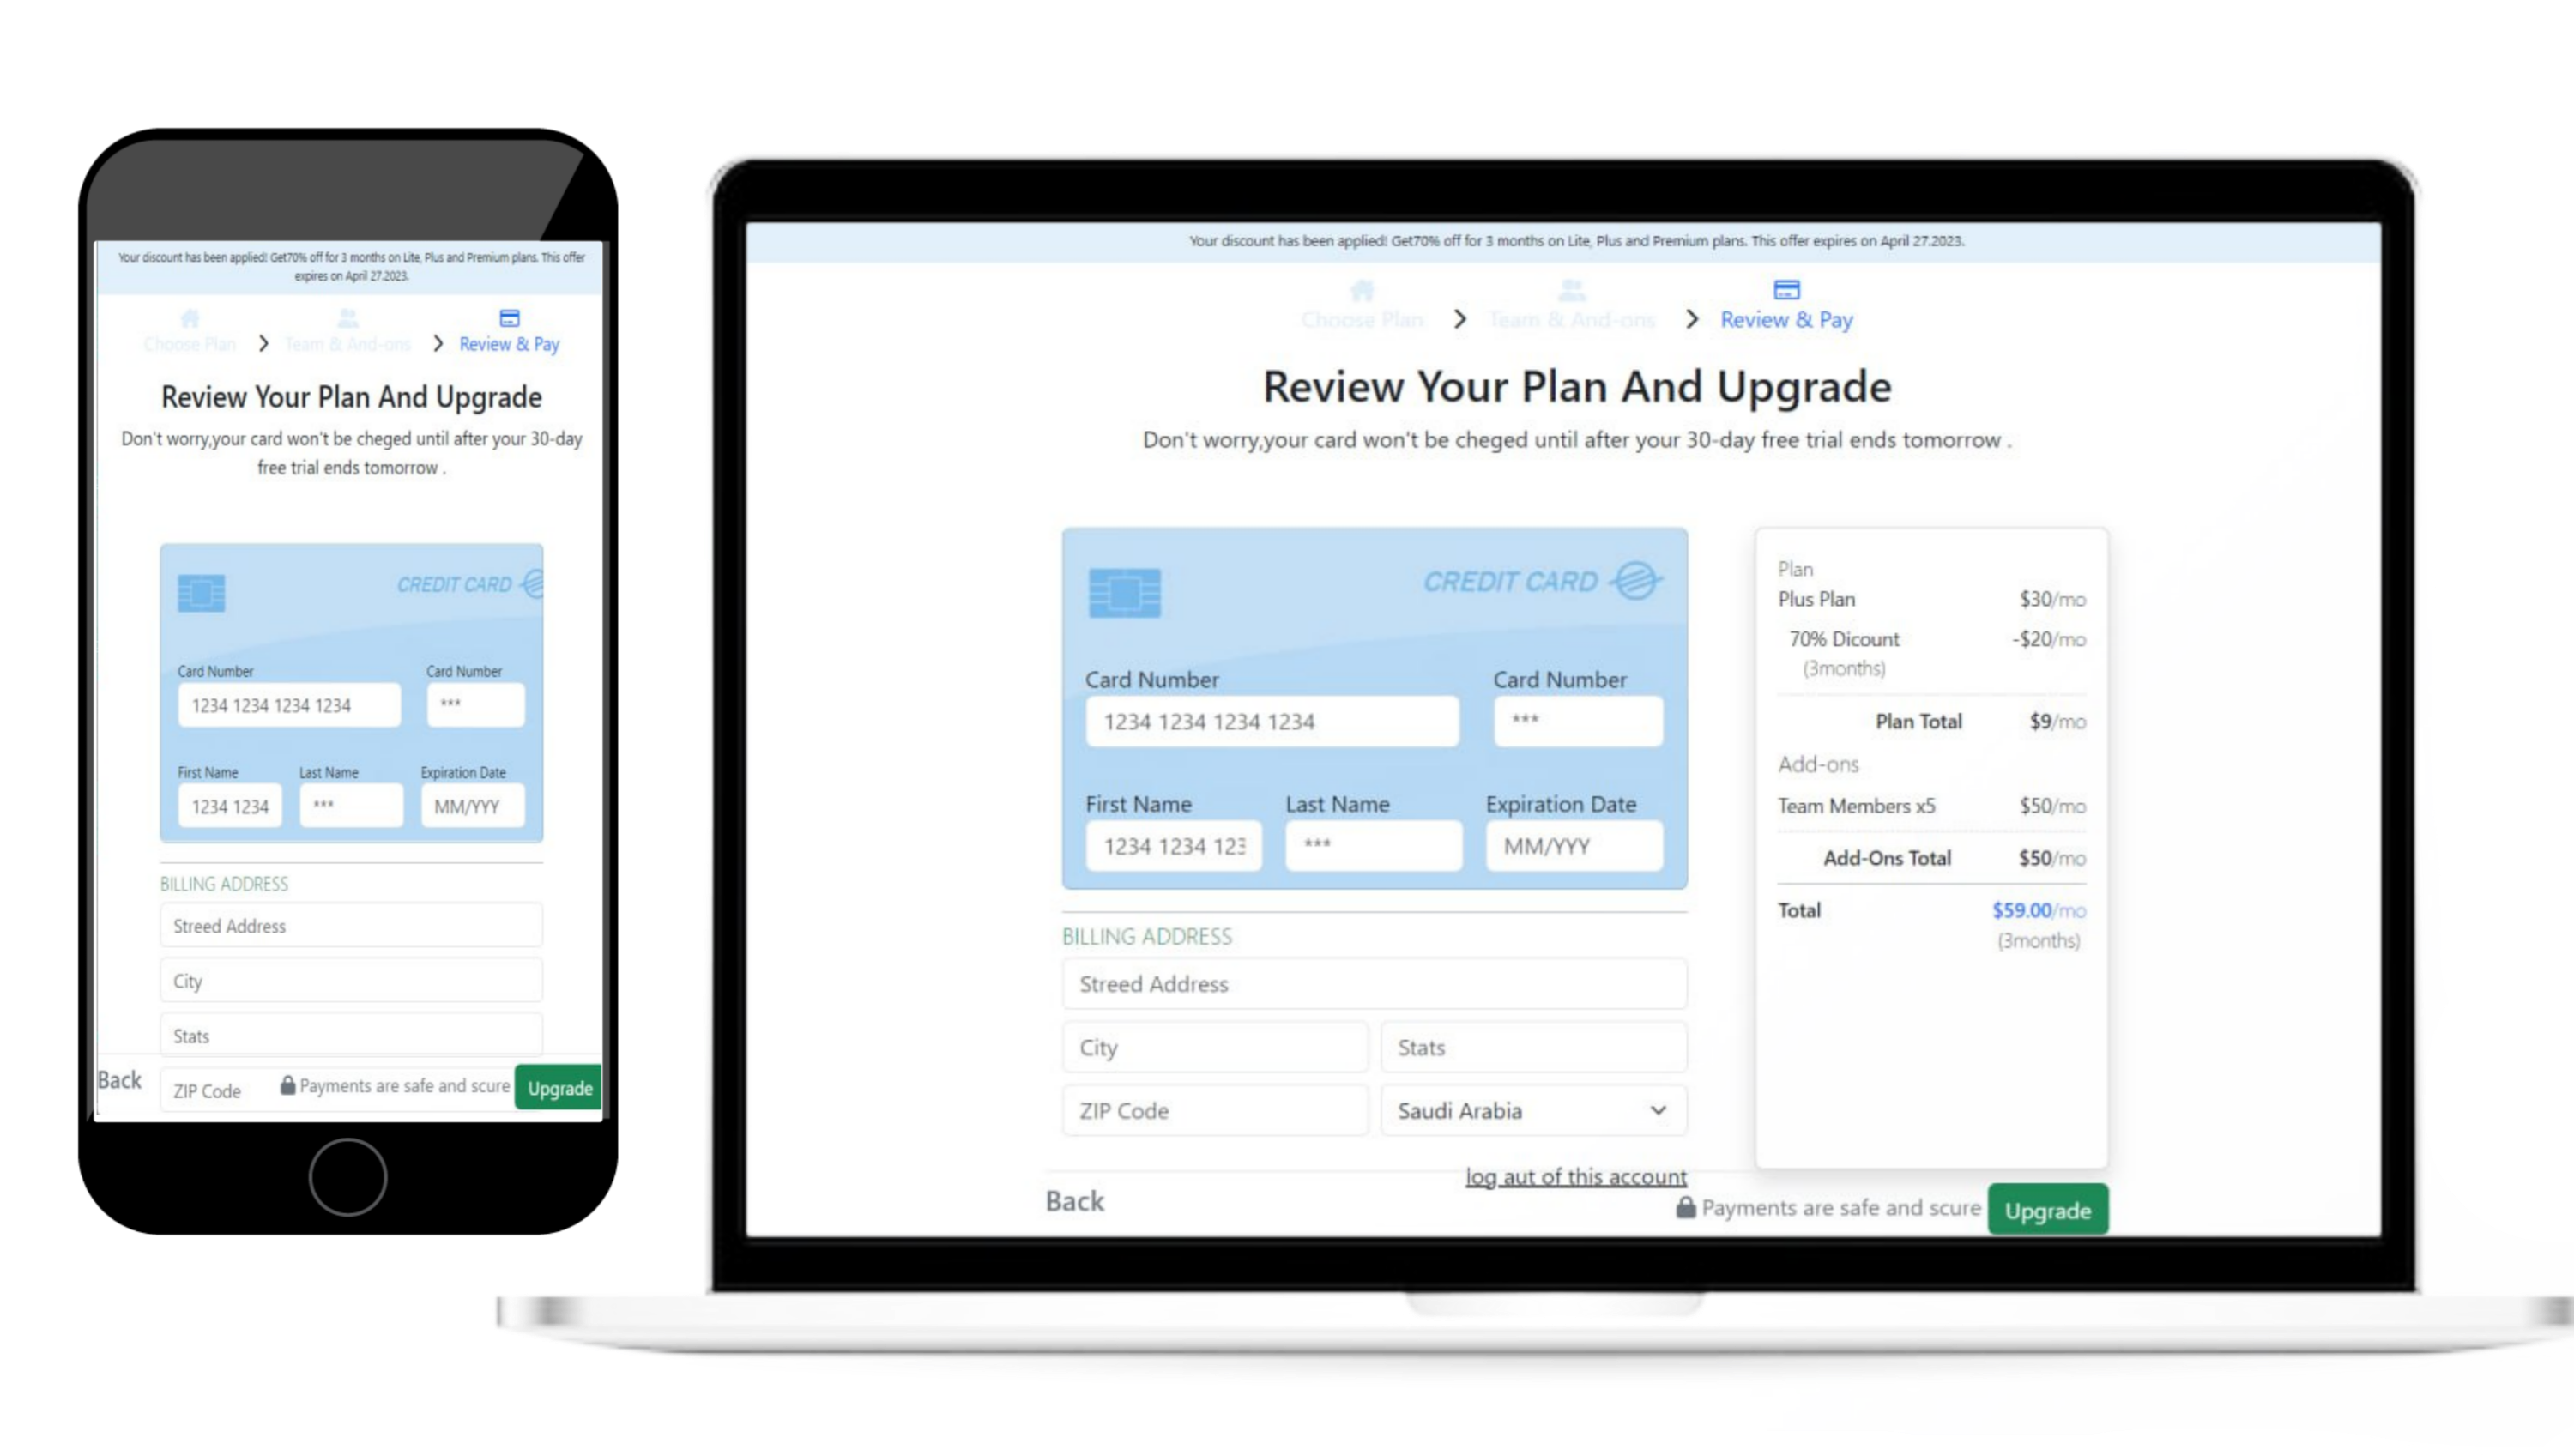 Your discount has been applied! Get70% off for 3 months on Lite, Plus and Premium plans. This offer
expires on April 27.2023.
Choose Plan
Team & And-ons
Review & Pay
Review Your Plan And Upgrade
Don't worry,your card won't be cheged until after your 30-day
free trial ends tomorrow .
CREDIT CARD
Card Number
Card Number
1234 1234 1234 1234
***
First Name
Last Name
Expiration Date
1234 1234
***
MM/YYY
BILLING ADDRESS
Streed Address
City
Stats
Back
ZIP Code
Payments are safe and scure
Upgrade
Your discount has been applied! Get70% off for 3 months on Lite, Plus and Premium plans. This offer expires on April 27.2023.
Choose Plan
Team & And-ons
Review & Pay
Review Your Plan And Upgrade
Don't worry,your card won't be cheged until after your 30-day free trial ends tomorrow .
CREDIT CARD
Card Number
Card Number
1234 1234 1234 1234
***
First Name
Last Name
Expiration Date
1234 1234 123
***
MM/YYY
BILLING ADDRESS
Streed Address
City
Stats
ZIP Code
Saudi Arabia
log aut of this account
Plan
Plus Plan $30/mo
70% Dicount -$20/mo
(3months)
Plan Total $9/mo
Add-ons
Team Members x5 $50/mo
Add-Ons Total $50/mo
Total $59.00/mo
(3months)
Back
Payments are safe and scure
Upgrade